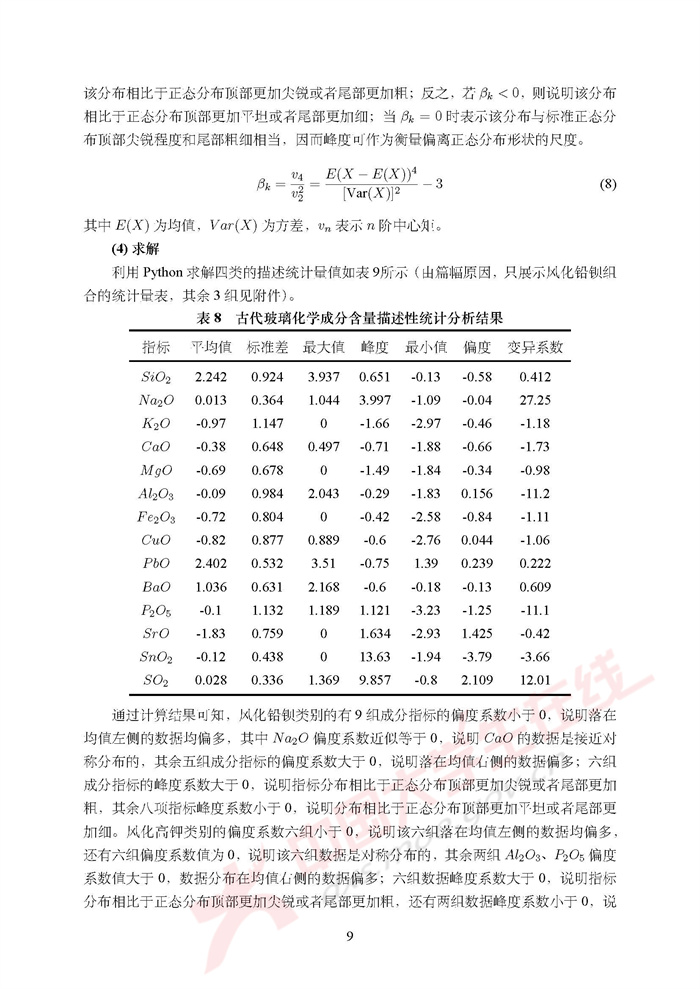 该分布相比于正态分布顶部更加尖锐或者尾部更加粗；反之，若 βk < 0，则说明该分布
相比于正态分布顶部更加平坦或者尾部更加细；当 βk = 0 时表示该分布与标准正态分
布顶部尖锐程度和尾部粗细相当，因而峰度可作为衡量偏离正态分布形状的尺度。
βk = v4/v2^2 = E(X − E(X))^4/[Var(X)]^2 − 3 (8)
其中 E(X) 为均值，Var(X) 为方差，vn 表示 n 阶中心矩。
(4) 求解
利用 Python 求解四类的描述统计量值如表 9所示（由篇幅原因，只展示风化铅钡组
合的统计量表，其余 3 组见附件）。
表 8 古代玻璃化学成分含量描述性统计分析结果
指标 平均值 标准差 最大值 峰度 最小值 偏度 变异系数
SiO2 2.242 0.924 3.937 0.651 -0.13 -0.58 0.412
Na2O 0.013 0.364 1.044 3.997 -1.09 -0.04 27.25
K2O -0.97 1.147 0 -1.66 -2.97 -0.46 -1.18
CaO -0.38 0.648 0.497 -0.71 -1.88 -0.66 -1.73
MgO -0.69 0.678 0 -1.49 -1.84 -0.34 -0.98
Al2O3 -0.09 0.984 2.043 -0.29 -1.83 0.156 -11.2
Fe2O3 -0.72 0.804 0 -0.42 -2.58 -0.84 -1.11
CuO -0.82 0.877 0.889 -0.6 -2.76 0.044 -1.06
PbO 2.402 0.532 3.51 -0.75 1.39 0.239 0.222
BaO 1.036 0.631 2.168 -0.6 -0.18 -0.13 0.609
P2O5 -0.1 1.132 1.189 1.121 -3.23 -1.25 -11.1
SrO -1.83 0.759 0 1.634 -2.93 1.425 -0.42
SnO2 -0.12 0.438 0 13.63 -1.94 -3.79 -3.66
SO2 0.028 0.336 1.369 9.857 -0.8 2.109 12.01
通过计算结果可知，风化铅钡类别的有 9 组成分指标的偏度系数小于 0，说明落在
均值左侧的数据均偏多，其中 Na2O 偏度系数近似等于 0，说明 CaO 的数据是接近对
称分布的，其余五组成分指标的偏度系数大于 0，说明落在均值右侧的数据偏多；六组
成分指标的峰度系数大于 0，说明指标分布相比于正态分布顶部更加尖锐或者尾部更加
粗，其余八项指标峰度系数小于 0，说明分布相比于正态分布顶部更加平坦或者尾部更
加细。风化高钾类别的偏度系数六组小于 0，说明该六组落在均值左侧的数据均偏多，
还有六组偏度系数值为 0，说明该六组数据是对称分布的，其余两组 Al2O3、P2O5 偏度
系数值大于 0，数据分布在均值右侧的数据偏多；六组数据峰度系数大于 0，说明指标
分布相比于正态分布顶部更加尖锐或者尾部更加粗，还有两组数据峰度系数小于 0，说
9